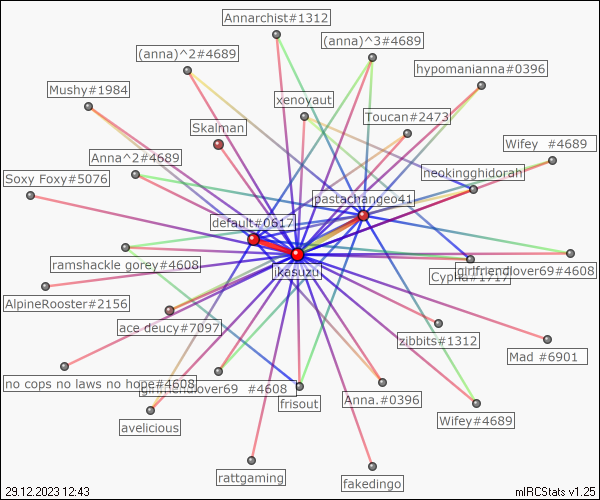 Annarchist#1312
(anna)^3#4689
(anna)^2#4689
hypomanianna#0396
Mushy#1984
xenoyaut
Toucan#2473
Skalman
Wifey #4689
Anna^2#4689
neokingghidorah
Soxy Foxy#5076
pastachangeo41
default#0617
ikasuzu
ramshackle gorey#4608
Cypha#1717
girlfriendlover69#4608
AlpineRooster#2156
ace deucy#7097
zibbits#1312
Mad #6901
no cops no laws no hope#4608
girlfriendlover69 #4608
frisout
Anna.#0396
avelicious
Wifey#4689
rattgaming
fakedingo
29.12.2023 12:43
mIRCStats v1.25